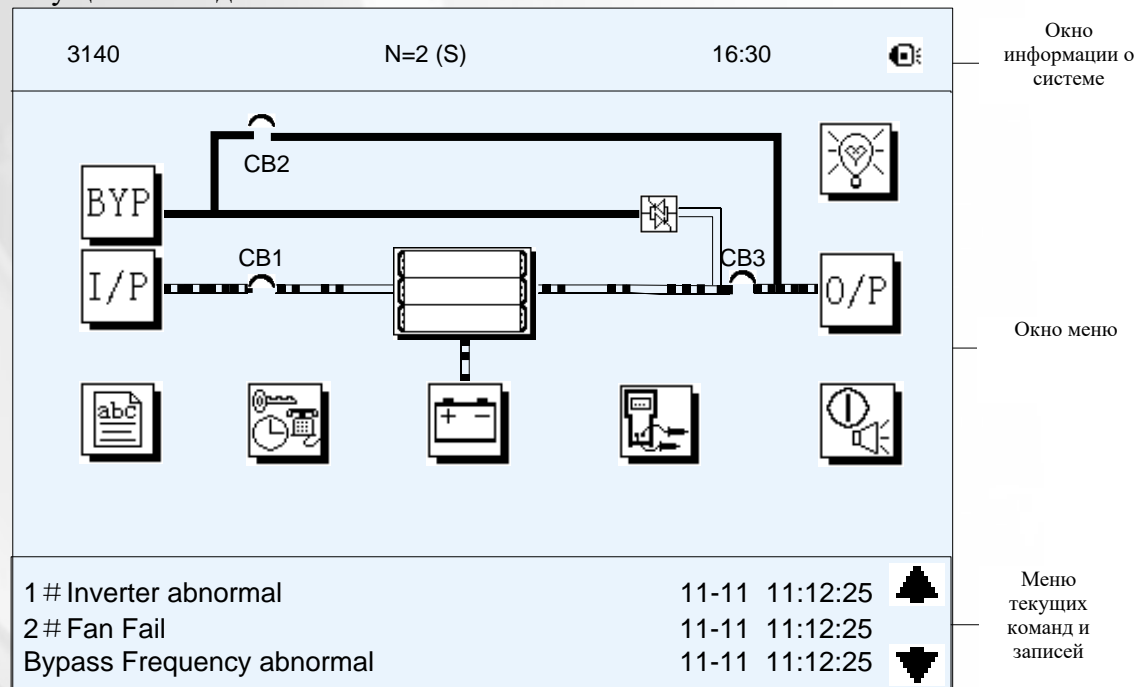 3140 N=2 (S) 16:30
Окно
информации о
системе
CB2
BYP
CB1
CB3
I/P
O/P
Окно меню
abc
1#Inverter abnormal 11-11 11:12:25
2#Fan Fail 11-11 11:12:25
Bypass Frequency abnormal 11-11 11:12:25
Меню
текущих
команд и
записей